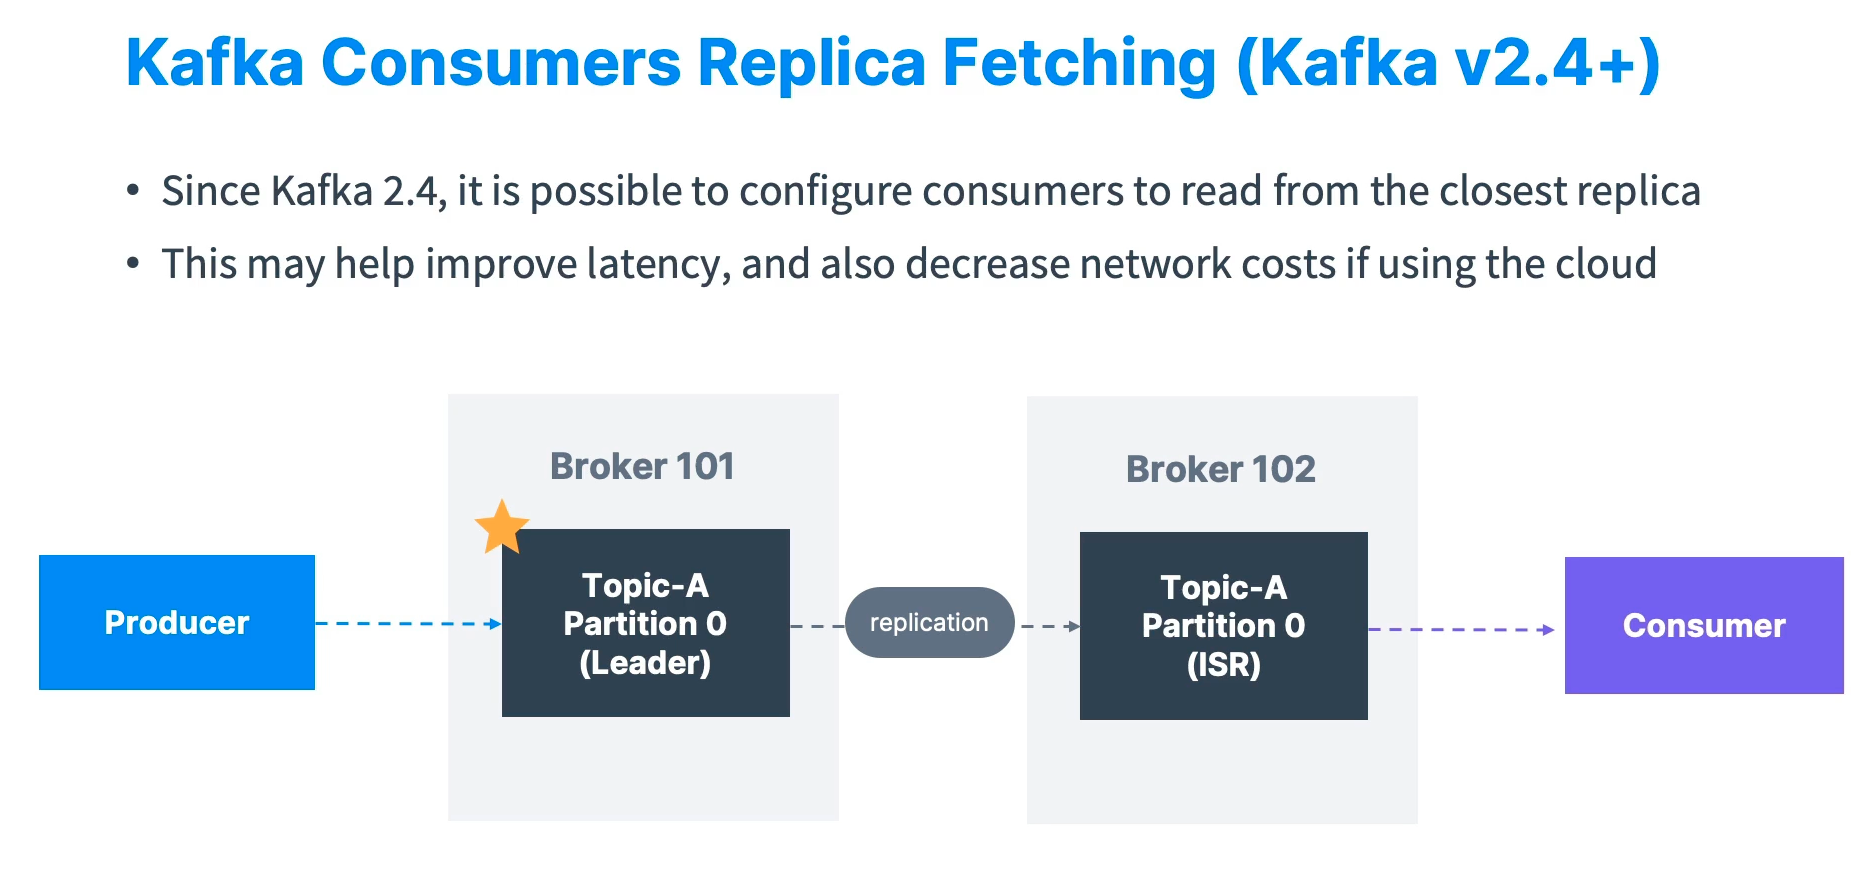 Kafka Consumers Replica Fetching (Kafka v2.4+)
• Since Kafka 2.4, it is possible to configure consumers to read from the closest replica
• This may help improve latency, and also decrease network costs if using the cloud
Broker 101
Broker 102
Producer
Topic-A
Partition 0
(Leader)
replication
Topic-A
Partition 0
(ISR)
Consumer